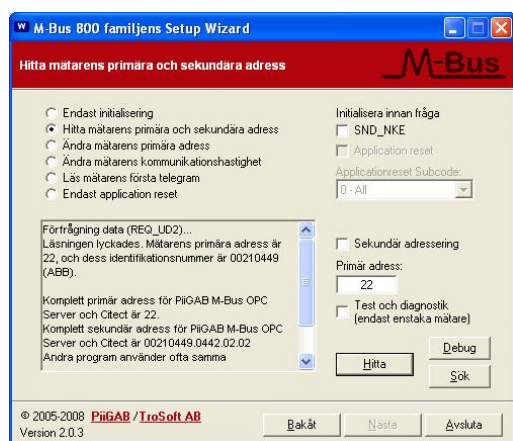 M-Bus 800 familjens Setup Wizard
Hitta mätarens primära och sekundära adress
M-Bus
Endast initialisering
Hitta mätarens primära och sekundära adress
Ändra mätarens primära adress
Ändra mätarens kommunikationshastighet
Läs mätarens första telegram
Endast application reset
Initialisera innan fråga
SND_NKE
Application reset
Applicationreset Subcode:
0 - All
Förfrågning data (REQ_UD2)...
Läsningen lyckades. Mätarens primära adress är
22, och dess identifikationsnummer är 00210449
(ABB).
Komplett primär adress för PiiGAB M-Bus OPC
Server och Citect är 22.
Komplett sekundär adress för PiiGAB M-Bus OPC
Server och Citect är 00210449.0442.02.02
Andra program använder ofta samma
Sekundär adressering
Primär adress:
22
Test och diagnostik
(endast enstaka mätare)
Hitta
Debug
Sök
© 2005-2008 PiiGAB / TroSoft AB
Version 2.0.3
Bakåt
Nästa
Avsluta